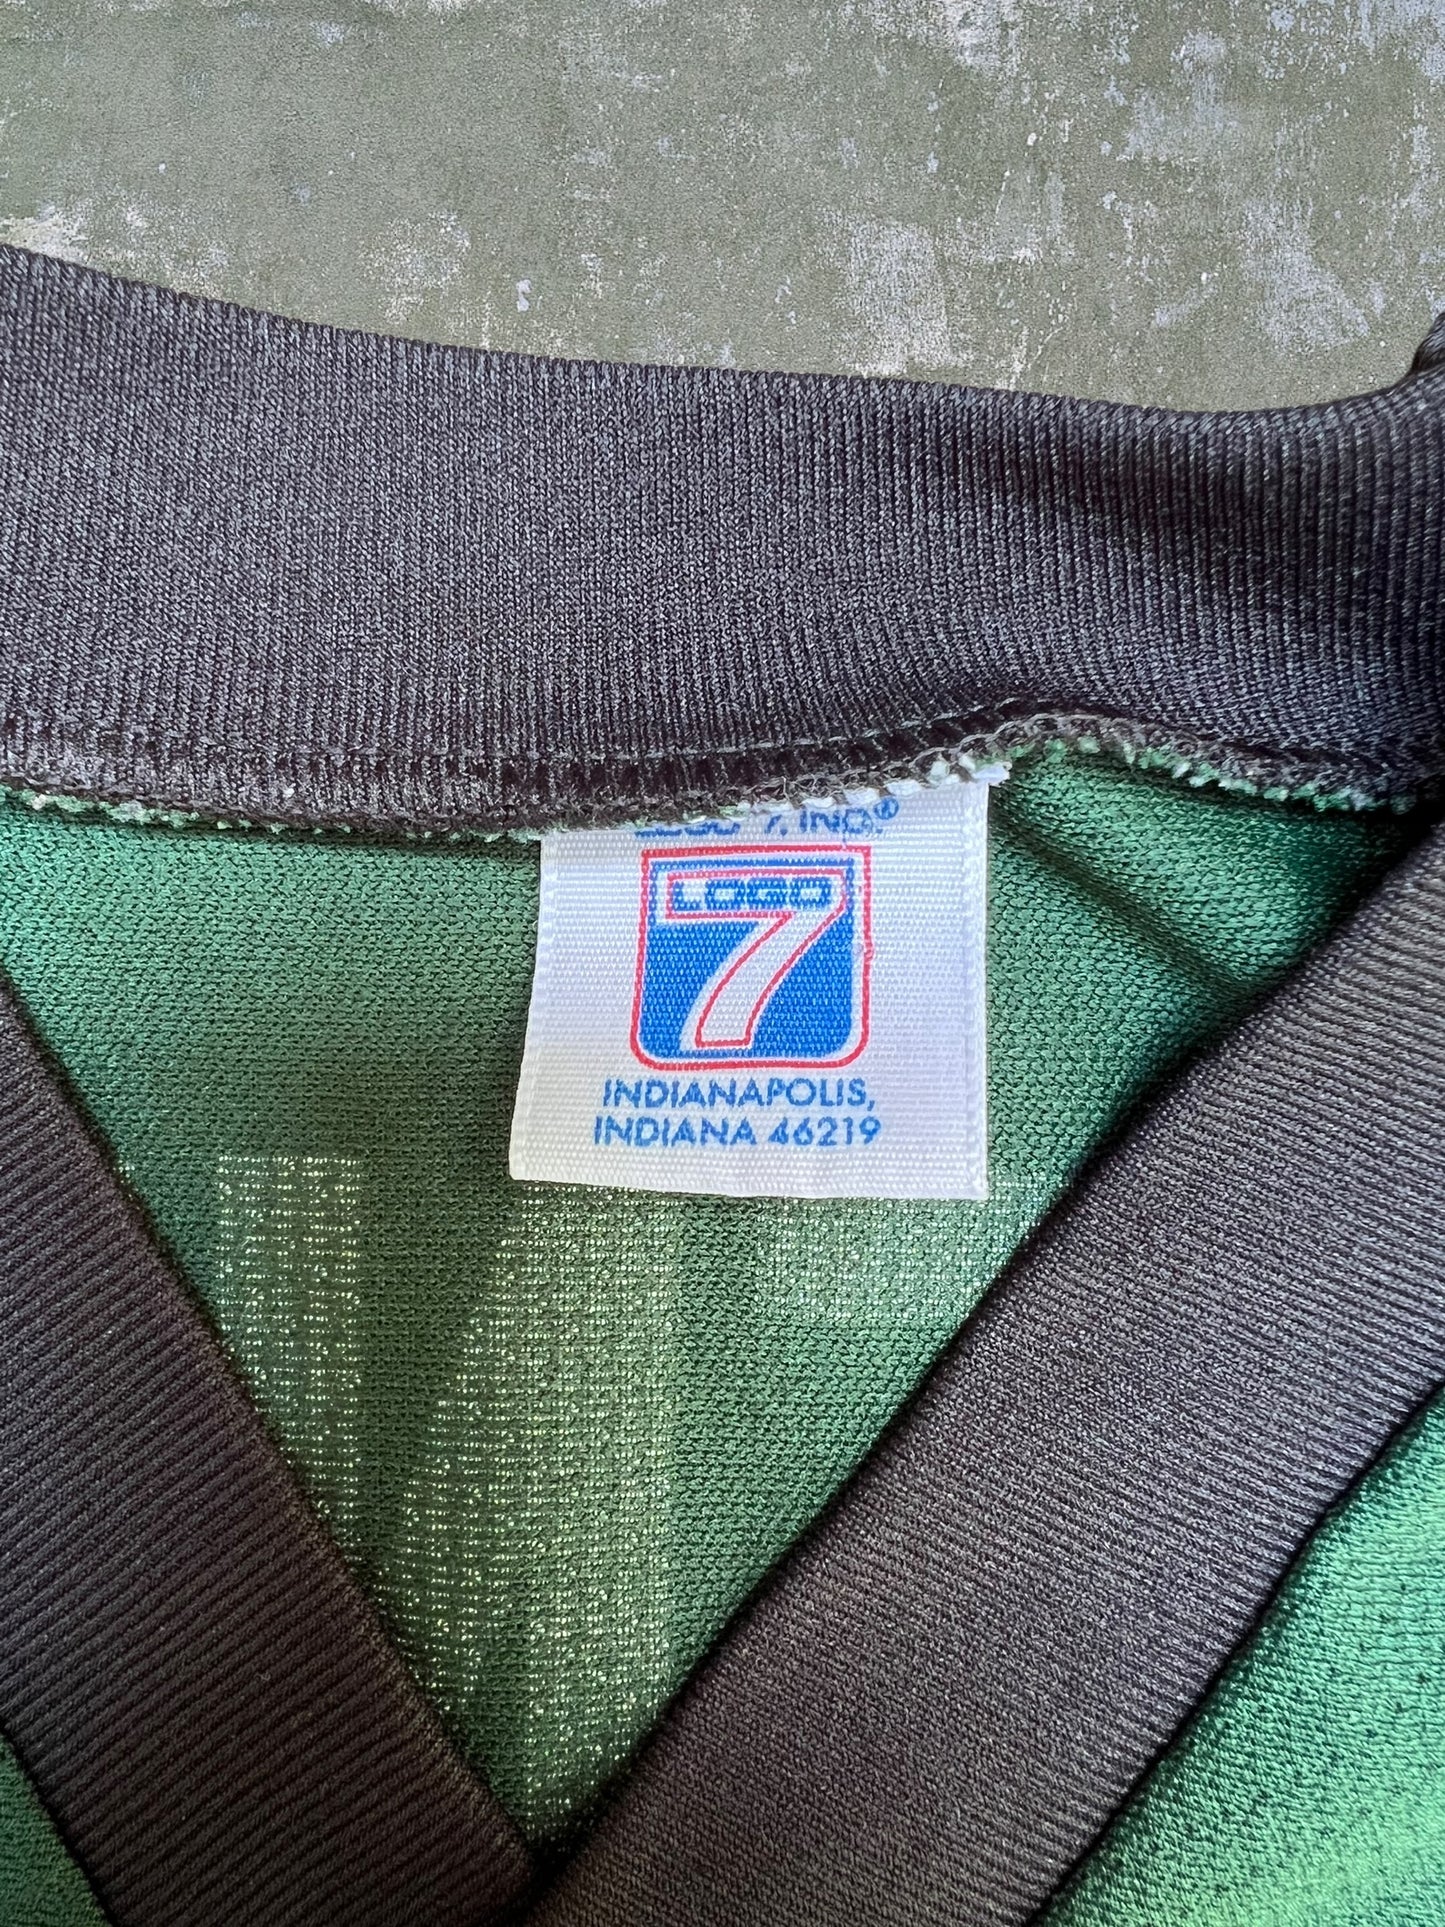 LOGO 7, INC.®
LOGO
7
INDIANAPOLIS,
INDIANA 46219